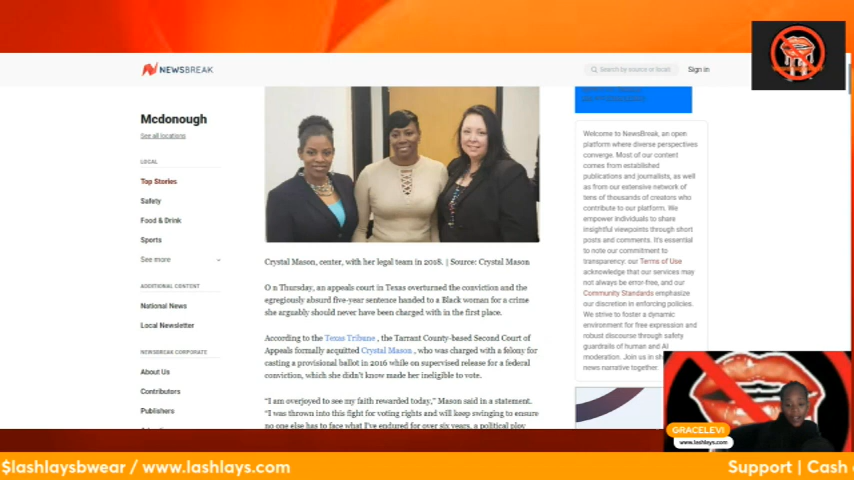 NEWSBREAK
Search by source or locati
Sign in
Mcdonough
See all locations
LOCAL
Top Stories
Safety
Food & Drink
Sports
See more
ADDITIONAL CONTENT
National News
Local Newsletter
NEWSBREAK CORPORATE
About Us
Contributors
Publishers
Crystal Mason, center, with her legal team in 2018. | Source: Crystal Mason
O n Thursday, an appeals court in Texas overturned the conviction and the
egregiously absurd five-year sentence handed to a Black woman for a crime
she arguably should never have been charged with in the first place.
According to the Texas Tribune , the Tarrant County-based Second Court of
Appeals formally acquitted Crystal Mason , who was charged with a felony for
casting a provisional ballot in 2016 while on supervised release for a federal
conviction, which she didn't know made her ineligible to vote.
"I am overjoyed to see my faith rewarded today," Mason said in a statement.
"I was thrown into this fight for voting rights and will keep swinging to ensure
no one else has to face what I've endured for over six years, a political ploy
Welcome to NewsBreak, an open
platform where diverse perspectives
converge. Most of our content
comes from established
publications and journalists, as well
as from our extensive network of
tens of thousands of creators who
contribute to our platform. We
empower individuals to share
insightful viewpoints through short
posts and comments. It's essential
to note our commitment to
transparency: our Terms of Use
acknowledge that our services may
not always be error-free, and our
Community Standards emphasize
our discretion in enforcing policies.
We strive to foster a dynamic
environment for free expression and
robust discourse through safety
guardrails of human and AI
moderation. Join us in sh
news narrative together.
GRACELEVI
www.lashlays.com
$lashlaysbwear / www.lashlays.com
Support | Cash